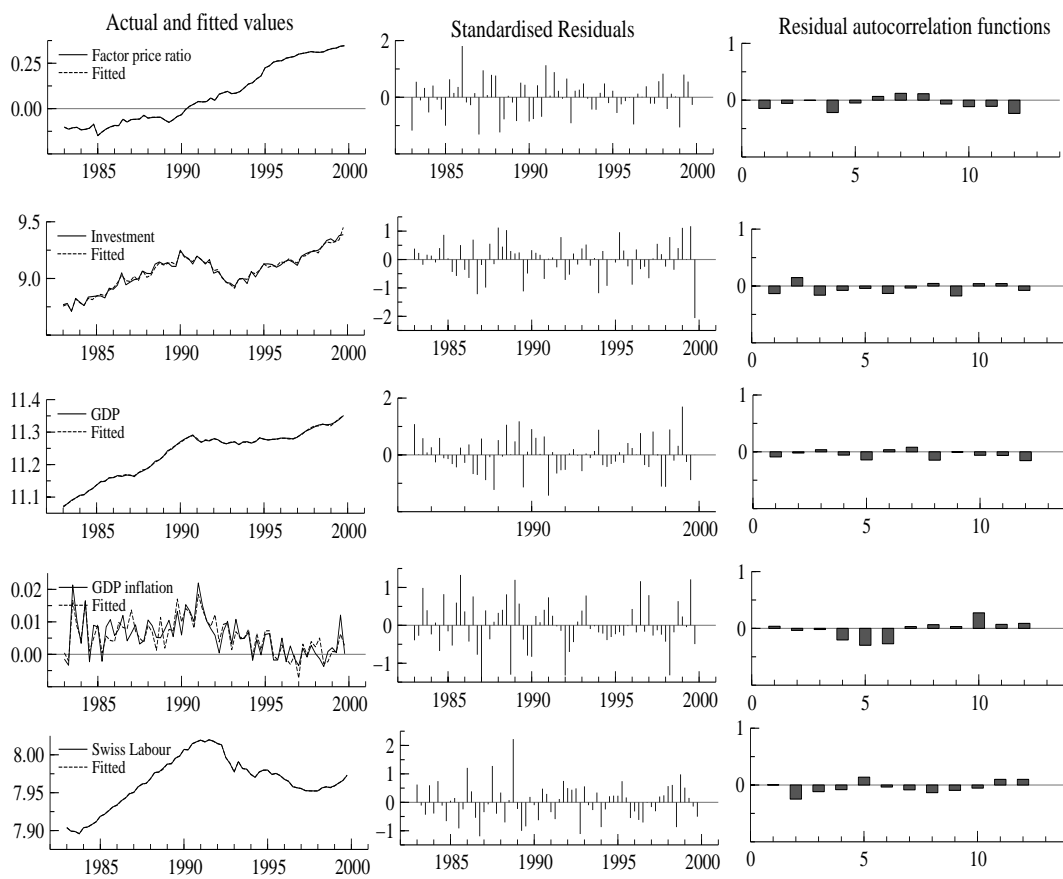 Actual and fitted values
Standardised Residuals
Residual autocorrelation functions
0.25
0.00
Factor price ratio
Fitted
1985 1990 1995 2000
2
0
1985 1990 1995 2000
1
0
0 5 10
9.5
9.0
Investment
Fitted
1985 1990 1995 2000
1
0
−1
−2
1985 1990 1995 2000
1
0
0 5 10
11.4
11.3
11.2
11.1
GDP
Fitted
1985 1990 1995 2000
2
0
1990 2000
1
0
0 5 10
0.02
0.01
0.00
GDP inflation
Fitted
1985 1990 1995 2000
1
0
−1
1985 1990 1995 2000
1
0
0 5 10
8.00
7.95
7.90
Swiss Labour
Fitted
1985 1990 1995 2000
2
1
0
−1
1985 1990 1995 2000
1
0
0 5 10